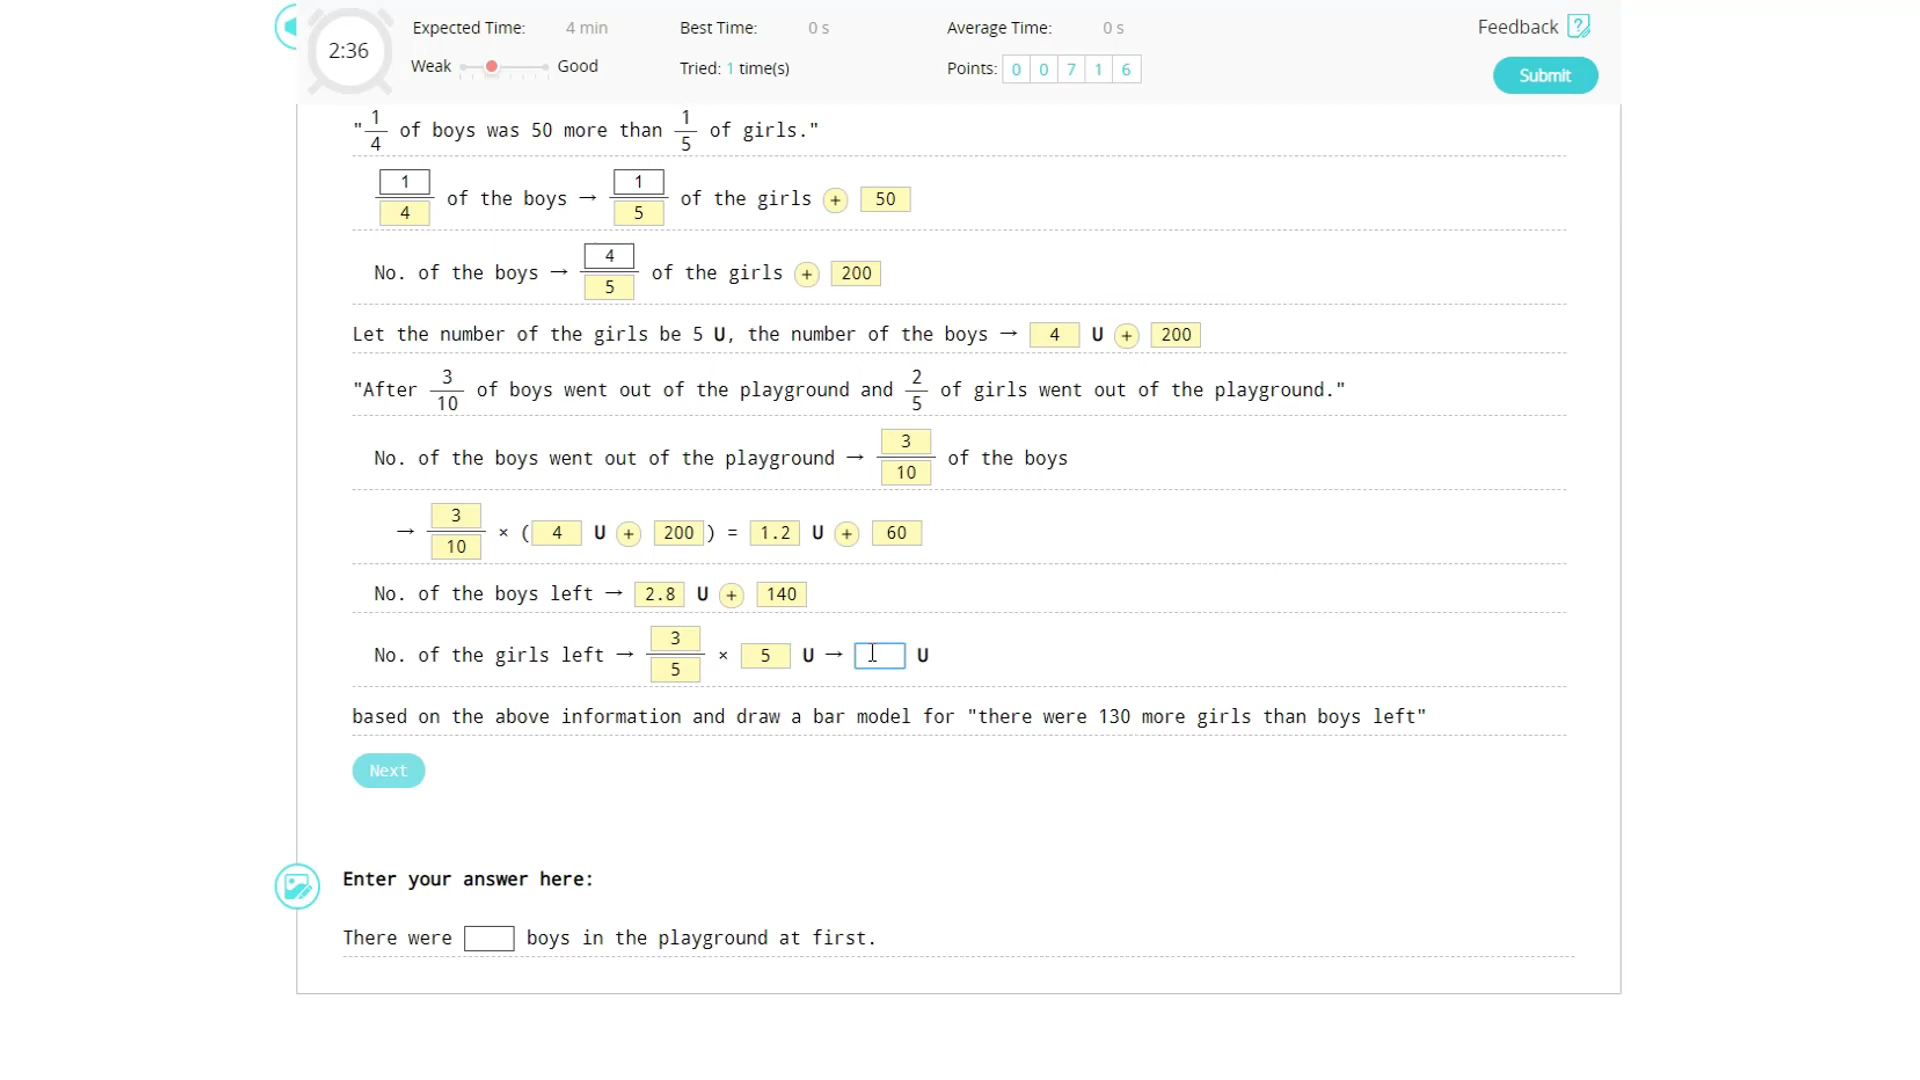 Expected Time: 4 min Best Time: 0 s Average Time: 0 s Feedback
2:36
Weak Good Tried: 1 time(s) Points: 0 0 7 1 6 Submit
"1/4 of boys was 50 more than 1/5 of girls."
1/4 of the boys → 1/5 of the girls + 50
No. of the boys → 4/5 of the girls + 200
Let the number of the girls be 5 U, the number of the boys → 4 U + 200
"After 3/10 of boys went out of the playground and 2/5 of girls went out of the playground."
No. of the boys went out of the playground → 3/10 of the boys
→ 3/10 × ( 4 U + 200 ) = 1.2 U + 60
No. of the boys left → 2.8 U + 140
No. of the girls left → 3/5 × 5 U → U
based on the above information and draw a bar model for "there were 130 more girls than boys left"
Next
Enter your answer here:
There were boys in the playground at first.